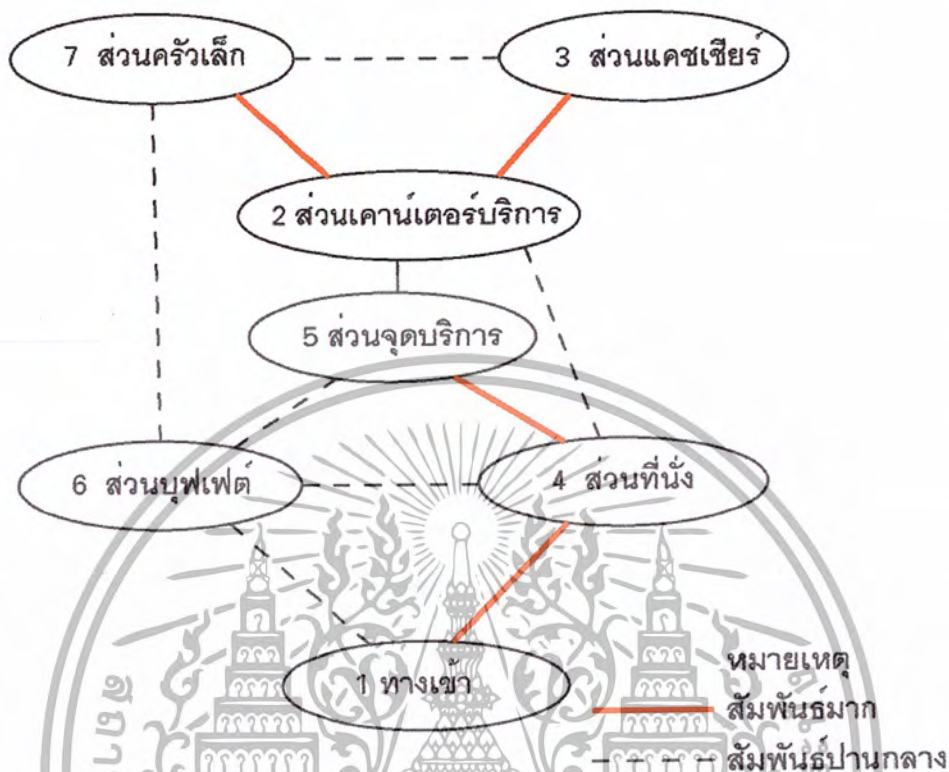 7 ส่วนครัวเล็ก
3 ส่วนแคชเชียร์
2 ส่วนเคาน์เตอร์บริการ
5 ส่วนจุดบริการ
6 ส่วนบุฟเฟต์
4 ส่วนที่นั่ง
1 ทางเข้า
หมายเหตุ
สัมพันธ์มาก
สัมพันธ์ปานกลาง